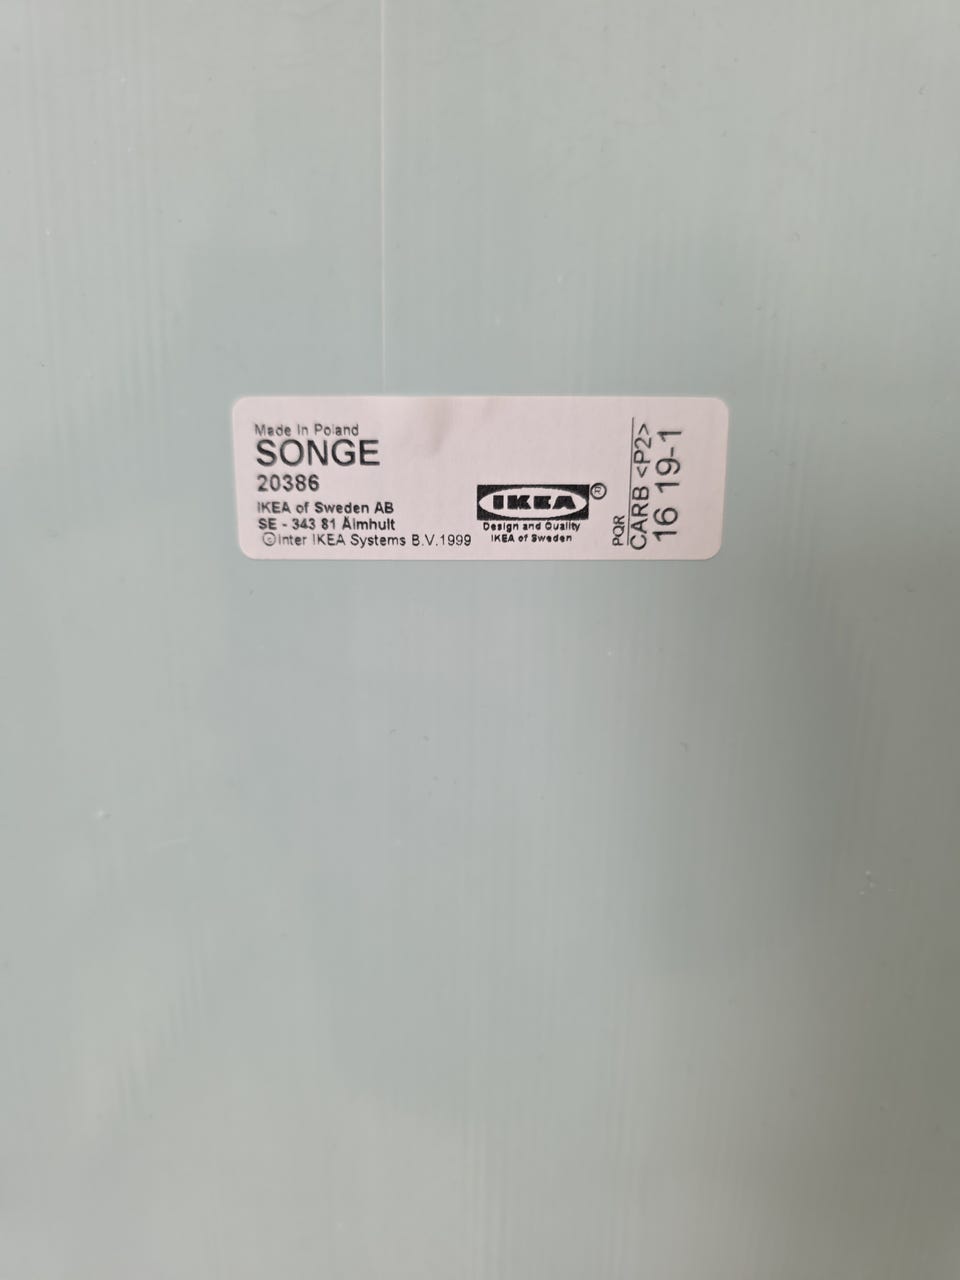 Made in Poland
SONGE
20386
IKEA of Sweden AB
SE - 343 81 Älmhult
©Inter IKEA Systems B.V.1999
IKEA®
Design and Quality
IKEA of Sweden
PQR
CARB <P2>
16 19-1